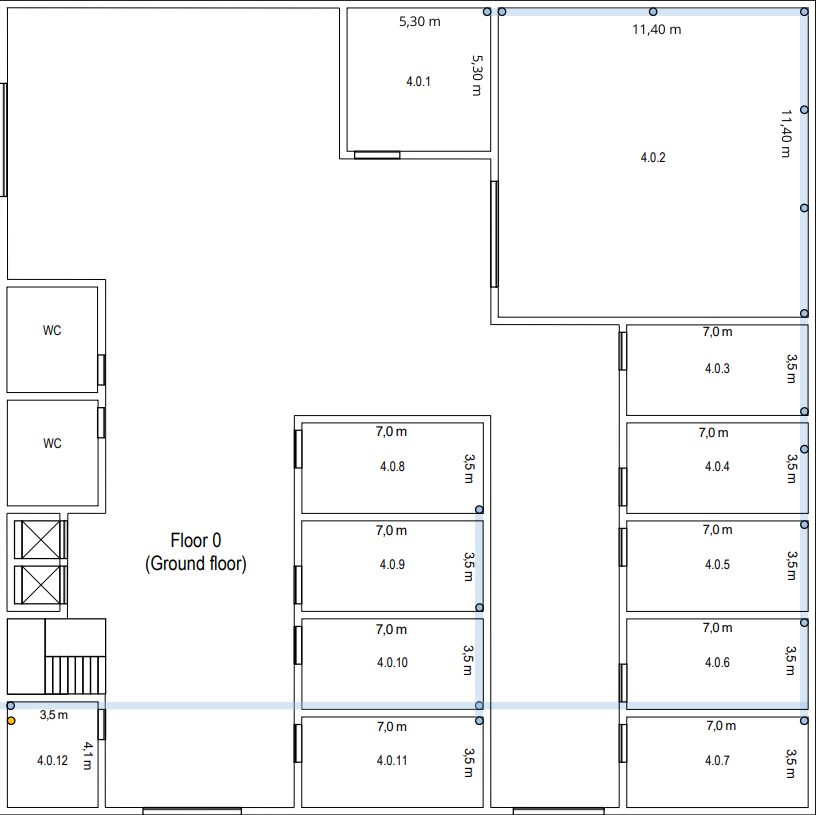 5,30 m
5,30 m
4.0.1
11,40 m
11,40 m
4.0.2
WC
WC
7,0 m
3,5 m
4.0.3
7,0 m
3,5 m
4.0.4
7,0 m
3,5 m
4.0.5
7,0 m
3,5 m
4.0.6
7,0 m
3,5 m
4.0.7
7,0 m
3,5 m
4.0.8
7,0 m
3,5 m
4.0.9
7,0 m
3,5 m
4.0.10
7,0 m
3,5 m
4.0.11
Floor 0
(Ground floor)
3,5 m
4,1 m
4.0.12